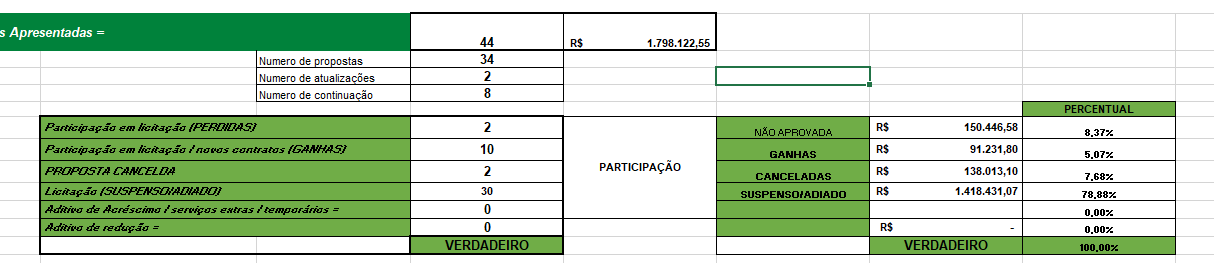 s Apresentadas =
44 R$ 1.798.122,55
Numero de propostas 34
Numero de atualizações 2
Numero de continuação 8
PERCENTUAL
Participação em licitação (PERDIDAS) 2 NÃO APROVADA R$ 150.446,58 8,37%
Participação em licitação / novos contratos (GANHAS) 10 GANHAS R$ 91.231,80 5,07%
PARTICIPAÇÃO
PROPOSTA CANCELDA 2 CANCELADAS R$ 138.013,10 7,68%
Licitação (SUSPENSO/ADIADO) 30 SUSPENSO/ADIADO R$ 1.418.431,07 78,88%
Aditivo de Acréscimo / serviços extras / temporários = 0 0,00%
Aditivo de redução = 0 R$ - 0,00%
VERDADEIRO VERDADEIRO 100,00%